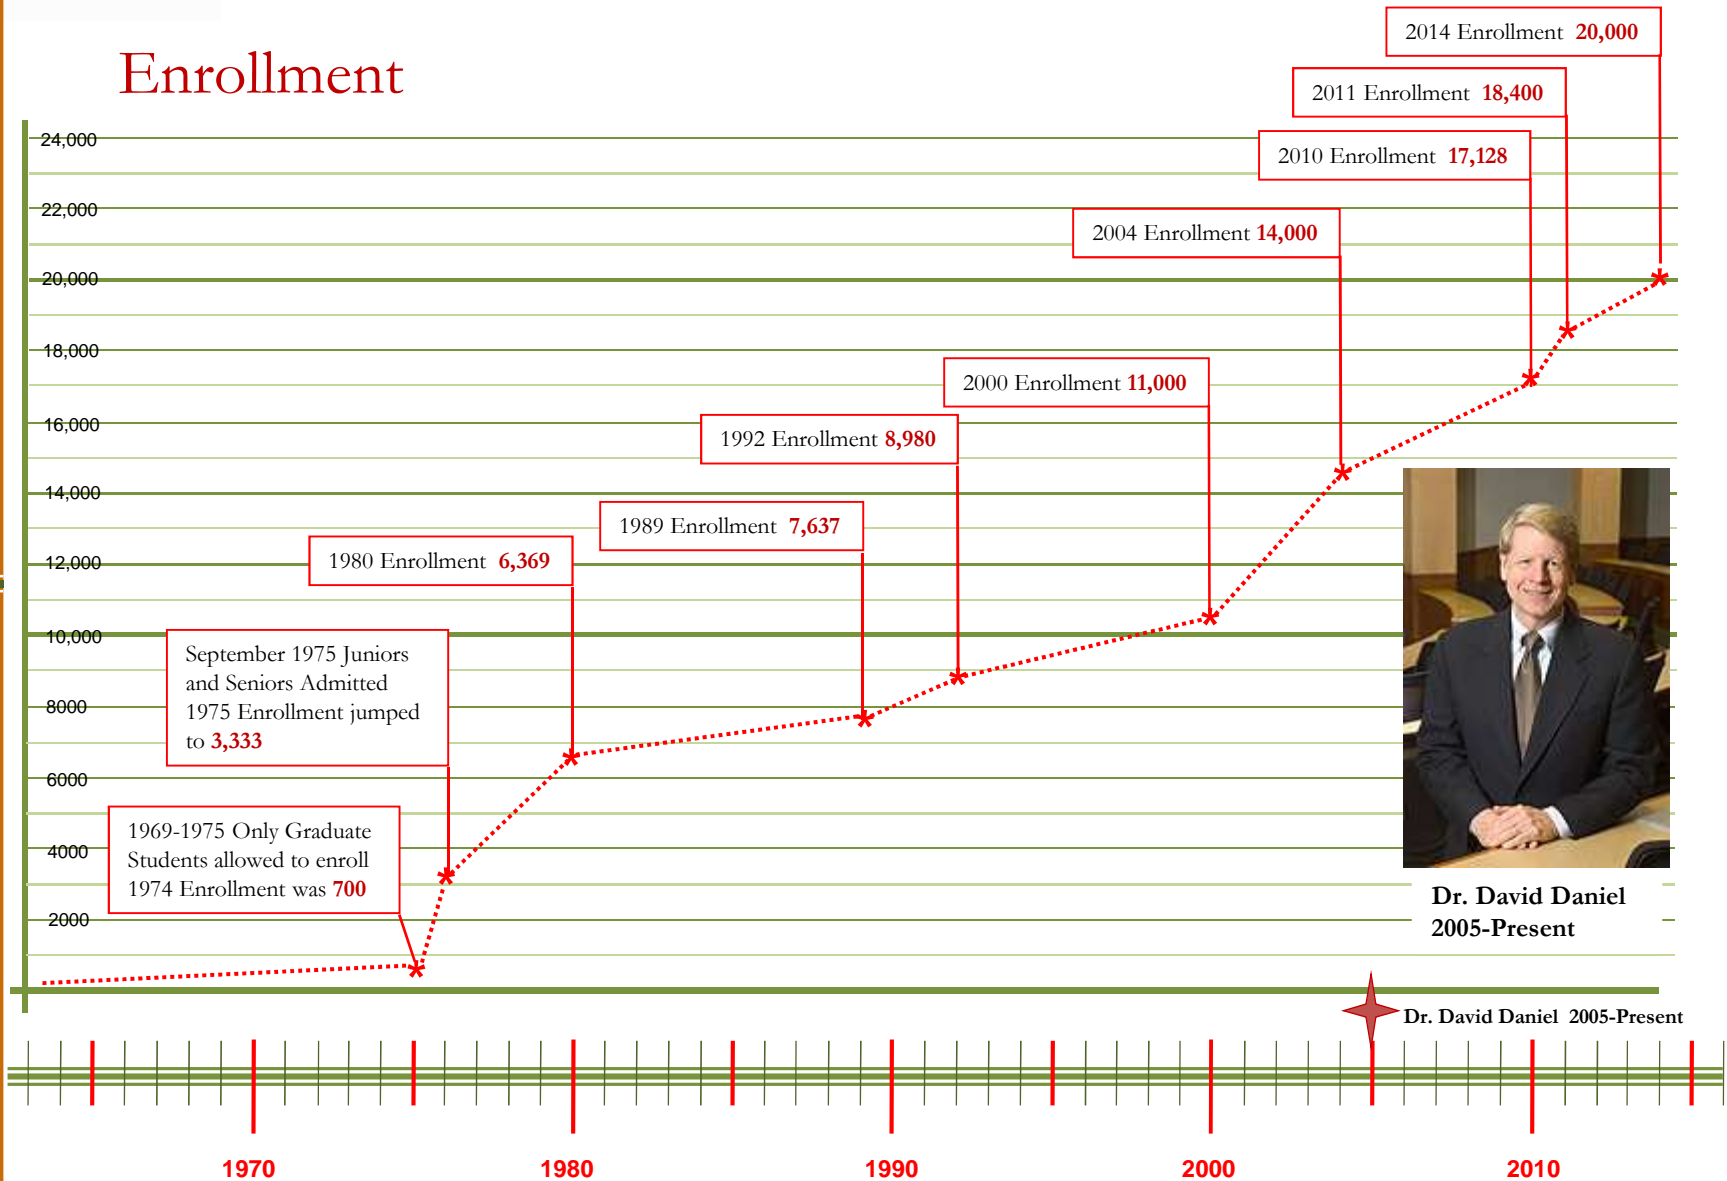 Enrollment
2014 Enrollment  20,000
2011 Enrollment  18,400
2010 Enrollment  17,128
2004 Enrollment 14,000
2000 Enrollment 11,000
1992 Enrollment 8,980
1989 Enrollment  7,637
1980 Enrollment  6,369
September 1975 Juniors
and Seniors Admitted
1975 Enrollment jumped
to 3,333
1969-1975 Only Graduate
Students allowed to enroll
1974 Enrollment was 700
24,000
22,000
20,000
18,000
16,000
14,000
12,000
10,000
8000
6000
4000
2000
Dr. David Daniel
2005-Present
Dr. David Daniel  2005-Present
1970
1980
1990
2000
2010